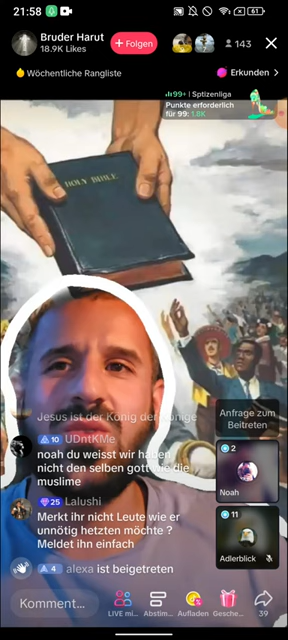 21:58
61
Bruder Harut
18.9K Likes
+ Folgen
143
Wöchentliche Rangliste
Erkunden >
99+ | Sptizenliga
Punkte erforderlich
für 99: 1.8K
HOLY BIBLE
Jesus ist der König der Könige
Anfrage zum
Beitreten
10 UDntKMe
noah du weisst wir haben
nicht den selben gott wie die
muslime
2
Noah
25 Lalushi
Merkt ihr nicht Leute wie er
unnötig hetzten möchte ?
Meldet ihn einfach
11
Adlerblick
4 alexa ist beigetreten
Komment...
LIVE mi...
Abstim...
Aufladen
Gesche...
39